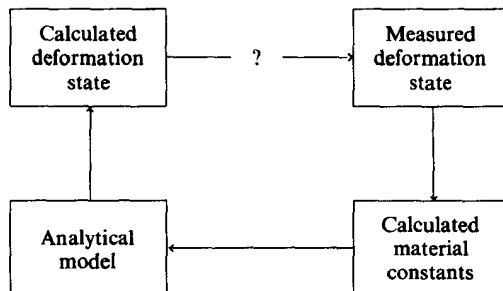 Calculated
deformation
state
?
Measured
deformation
state
Analytical
model
Calculated
material
constants